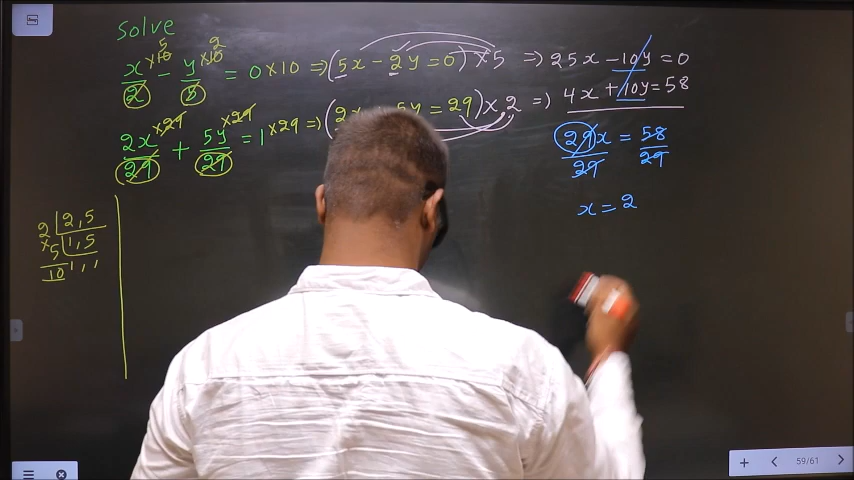 Solve
x×10 5/2 - y×10 2/5 = 0×10 ⇒ (5x - 2y = 0)×5 ⇒ 25x - 10y = 0
2x×29/29 + 5y×29/29 = 1×29 ⇒ (2x 5y = 29)×2 ⇒ 4x + 10y = 58
29x/29 = 58/29
x = 2
2 | 2, 5
× 5 | 1, 5
10 1, 1
59/61